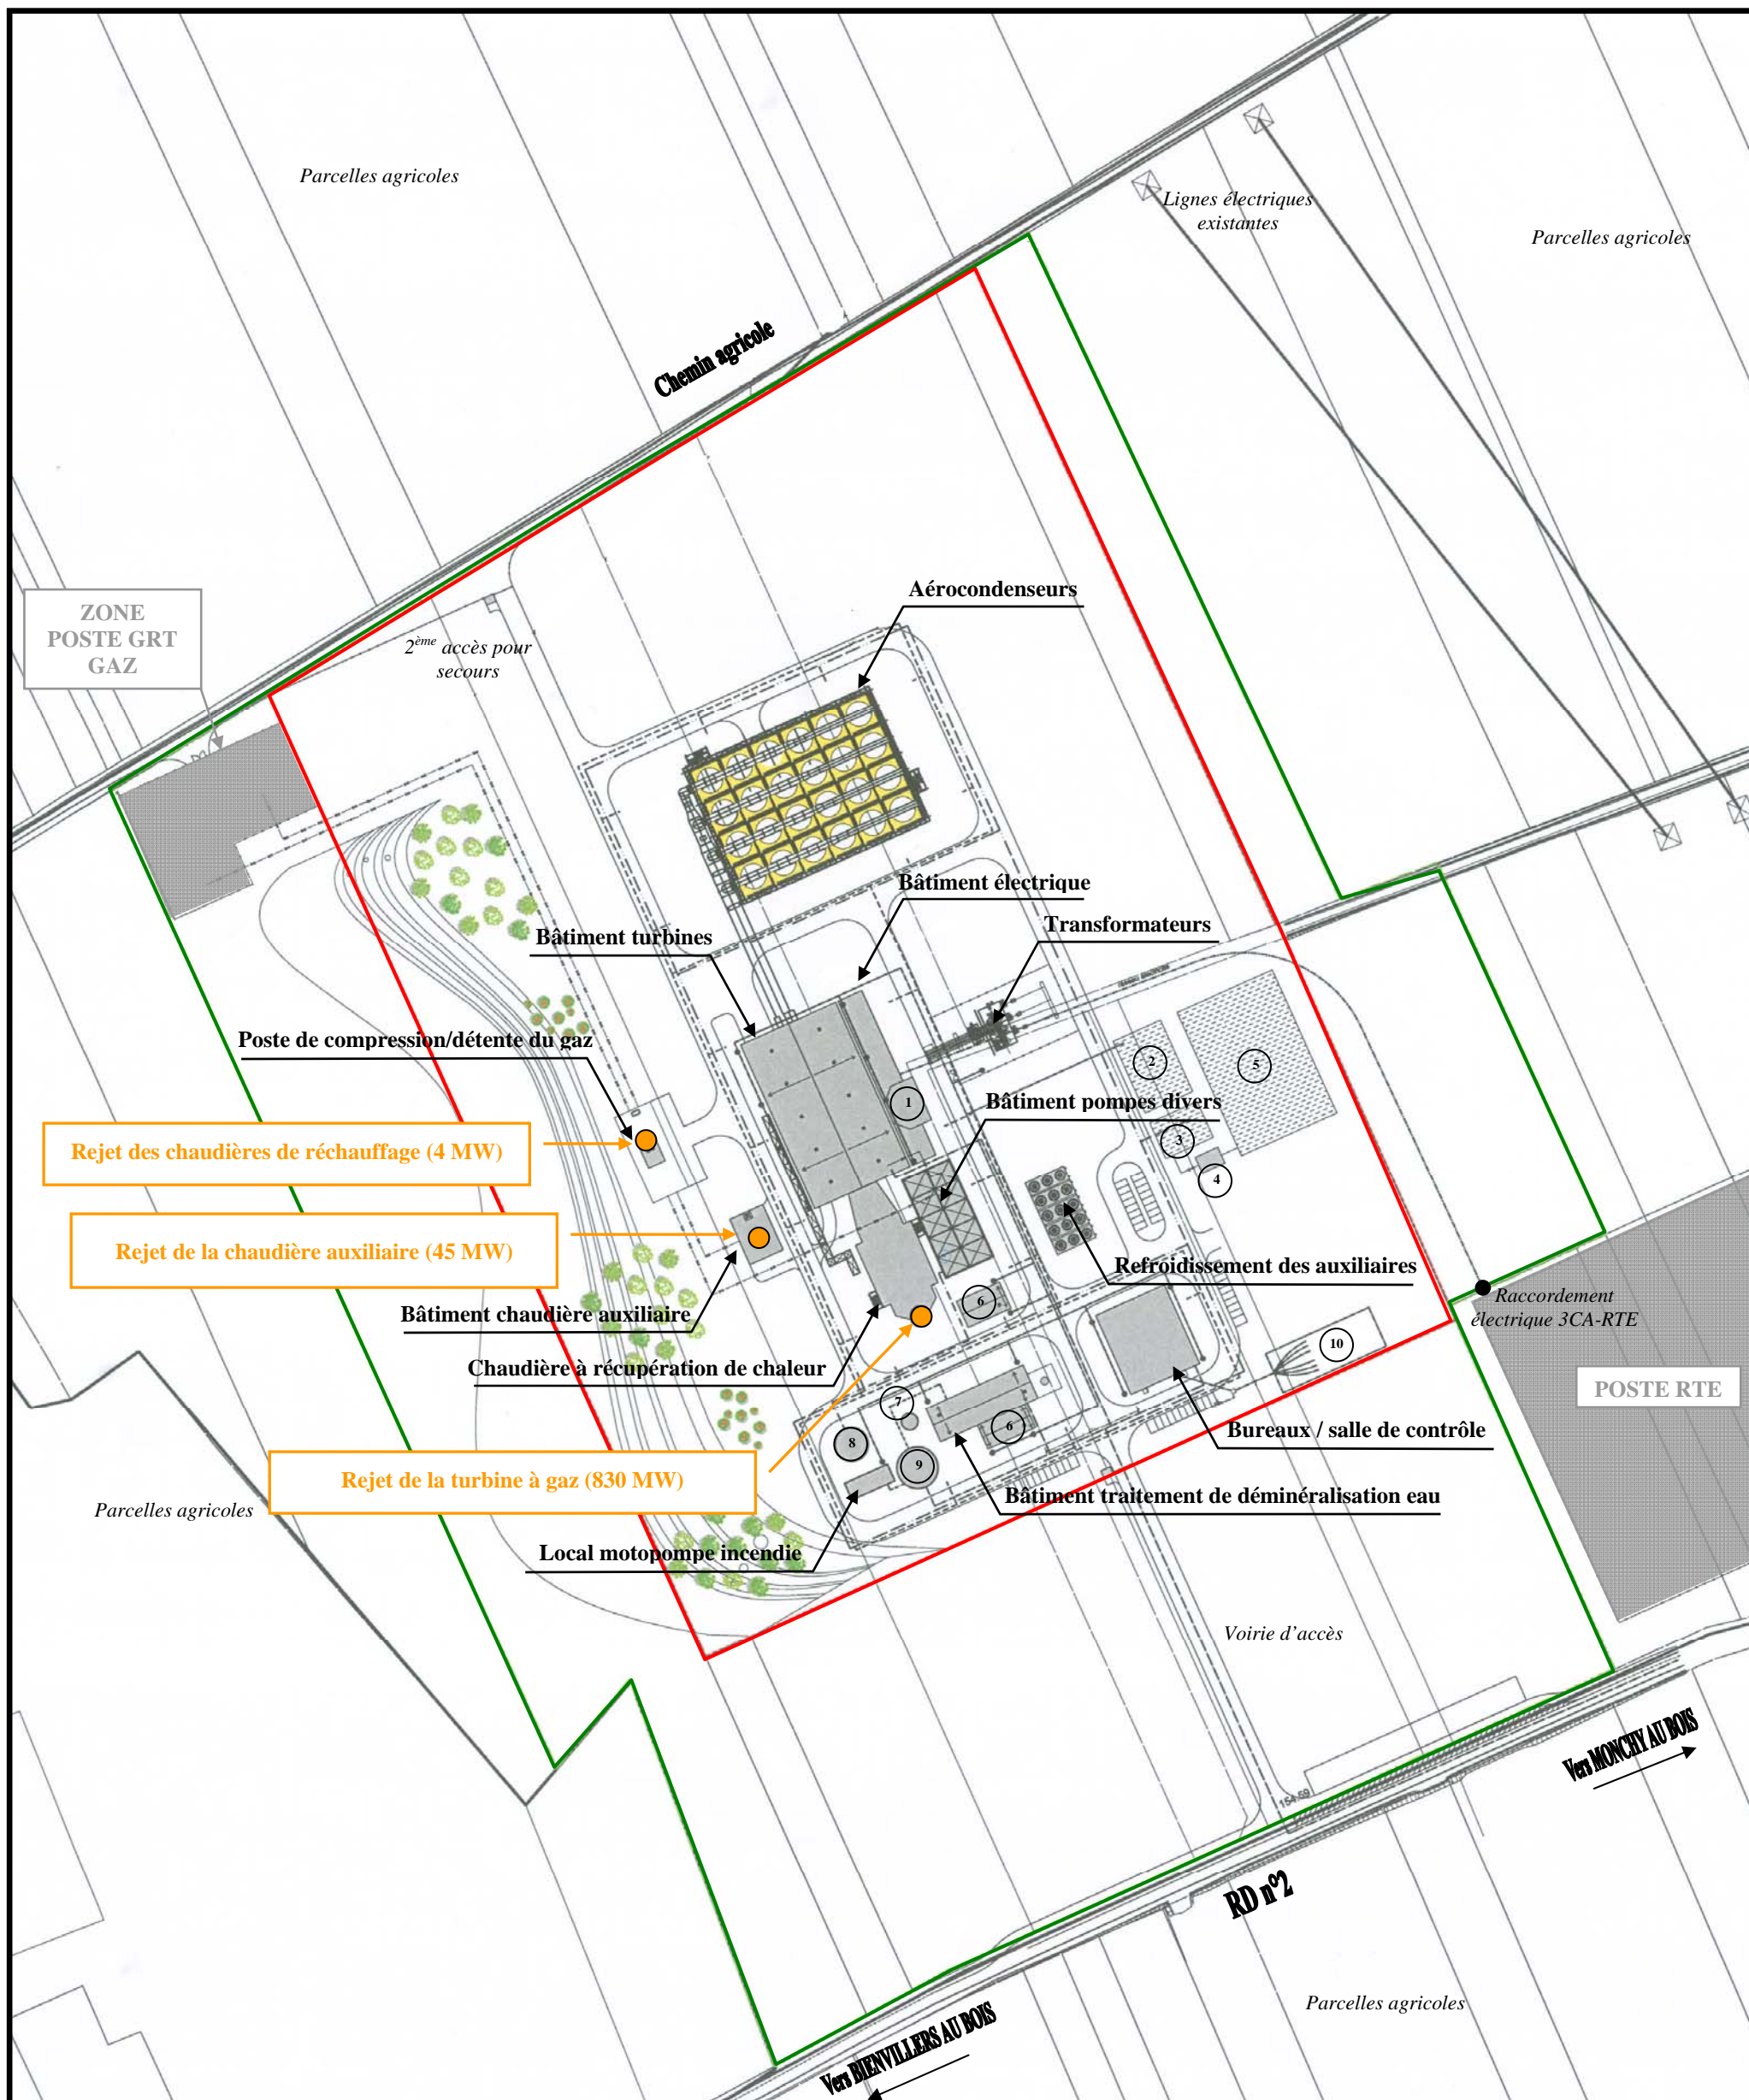 Parcelles agricoles
Lignes électriques
existantes
Parcelles agricoles
Chemin agricole
Aérocondenseurs
ZONE
POSTE GRT
GAZ
2ème accès pour
secours
Bâtiment électrique
Transformateurs
Bâtiment turbines
Poste de compression/détente du gaz
2
5
1
Bâtiment pompes divers
Rejet des chaudières de réchauffage (4 MW)
3
4
Rejet de la chaudière auxiliaire (45 MW)
Refroidissement des auxiliaires
Raccordement
électrique 3CA-RTE
6
Bâtiment chaudière auxiliaire
10
Chaudière à récupération de chaleur
POSTE RTE
7
6
Bureaux / salle de contrôle
8
9
Rejet de la turbine à gaz (830 MW)
Bâtiment traitement de déminéralisation eau
Parcelles agricoles
Local motopompe incendie
Voirie d'accès
Vers MONCHY AU BOIS
154.69
RD n°2
Parcelles agricoles
Vers BIENVILLERS AU BOIS